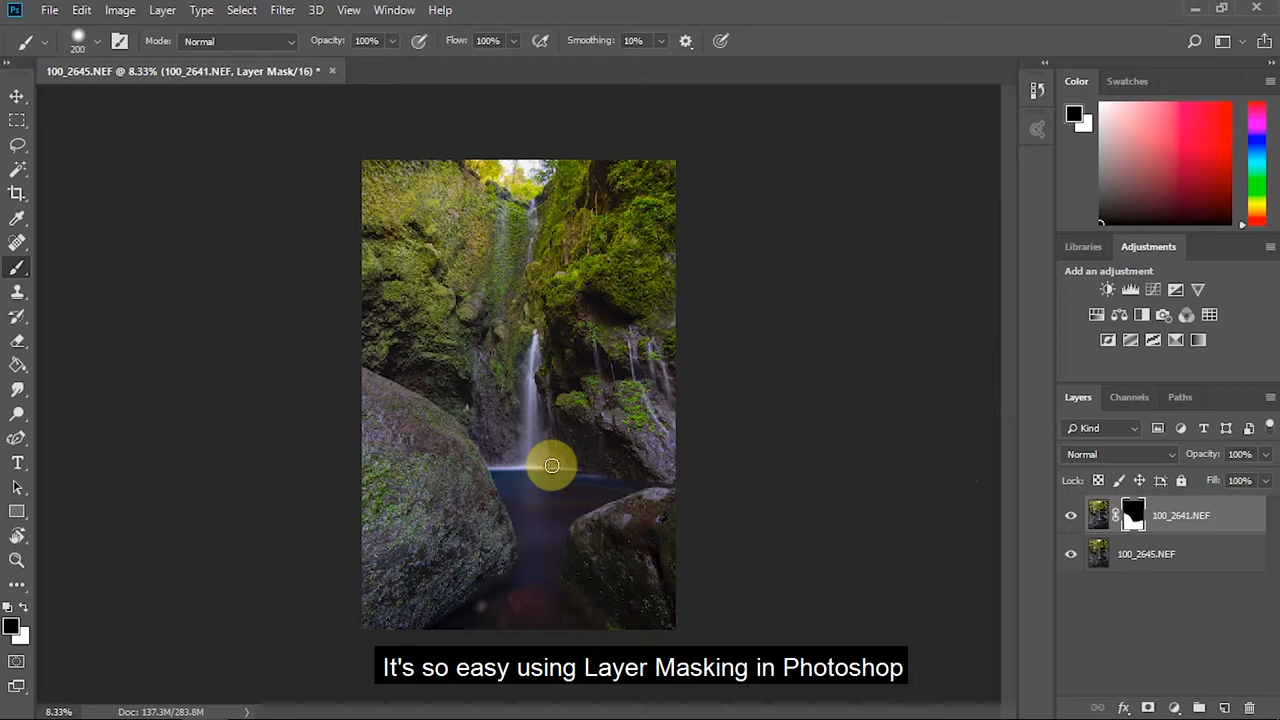 Ps File Edit Image Layer Type Select Filter 3D View Window Help
200 Mode: Normal Opacity: 100% Flow: 100% Smoothing: 10%
100_2645.NEF @ 8.33% (100_2641.NEF, Layer Mask/16) *
Color Swatches
Libraries Adjustments
Add an adjustment
Layers Channels Paths
Kind
Normal Opacity: 100%
Lock: Fill: 100%
100_2641.NEF
100_2645.NEF
It's so easy using Layer Masking in Photoshop
8.33% Doc: 137.3M/283.8M